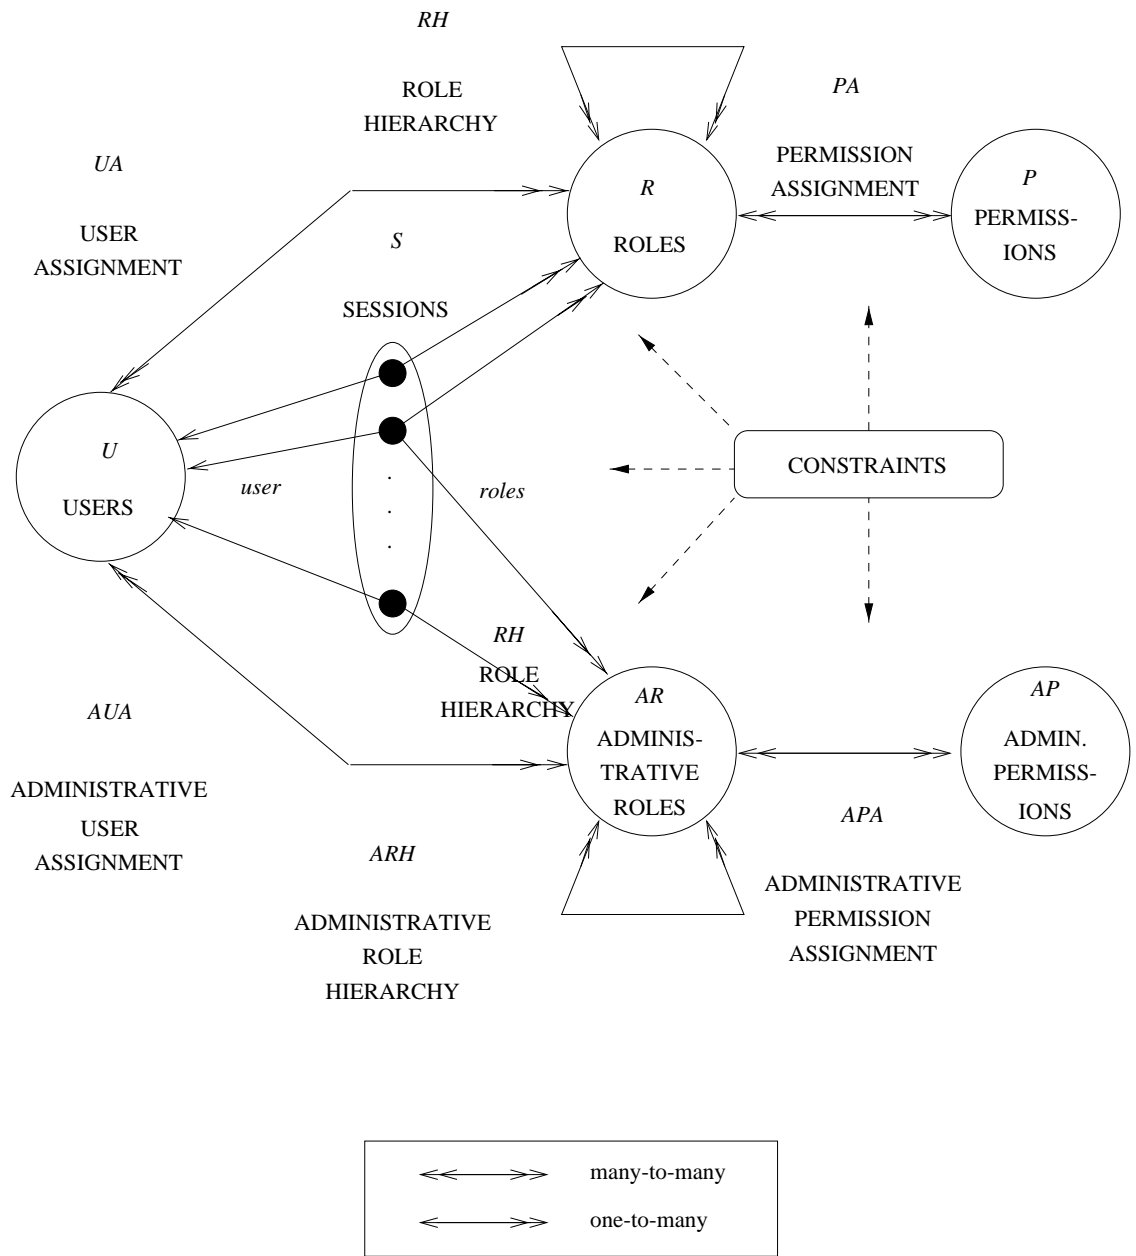 RH
ROLE
HIERARCHY
PA
PERMISSION
ASSIGNMENT
UA
USER
ASSIGNMENT
R
ROLES
P
PERMISS-
IONS
S
SESSIONS
U
USERS
user
.
.
.
roles
CONSTRAINTS
RH
ROLE
HIERARCHY
AR
ADMINIS-
TRATIVE
ROLES
AP
ADMIN.
PERMISS-
IONS
AUA
ADMINISTRATIVE
USER
ASSIGNMENT
ARH
ADMINISTRATIVE
ROLE
HIERARCHY
APA
ADMINISTRATIVE
PERMISSION
ASSIGNMENT
many-to-many
one-to-many